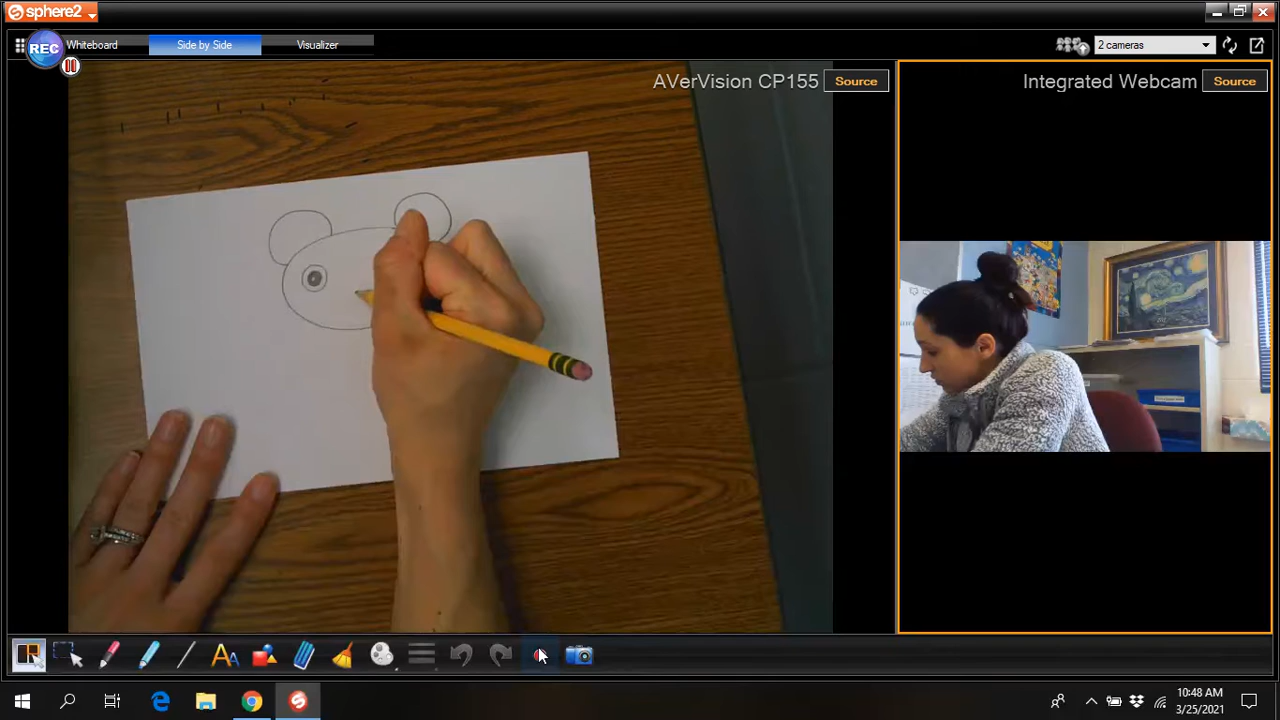 sphere2
REC
Whiteboard
Side by Side
Visualizer
2 cameras
AVerVision CP155
Source
Integrated Webcam
Source
10:48 AM
3/25/2021